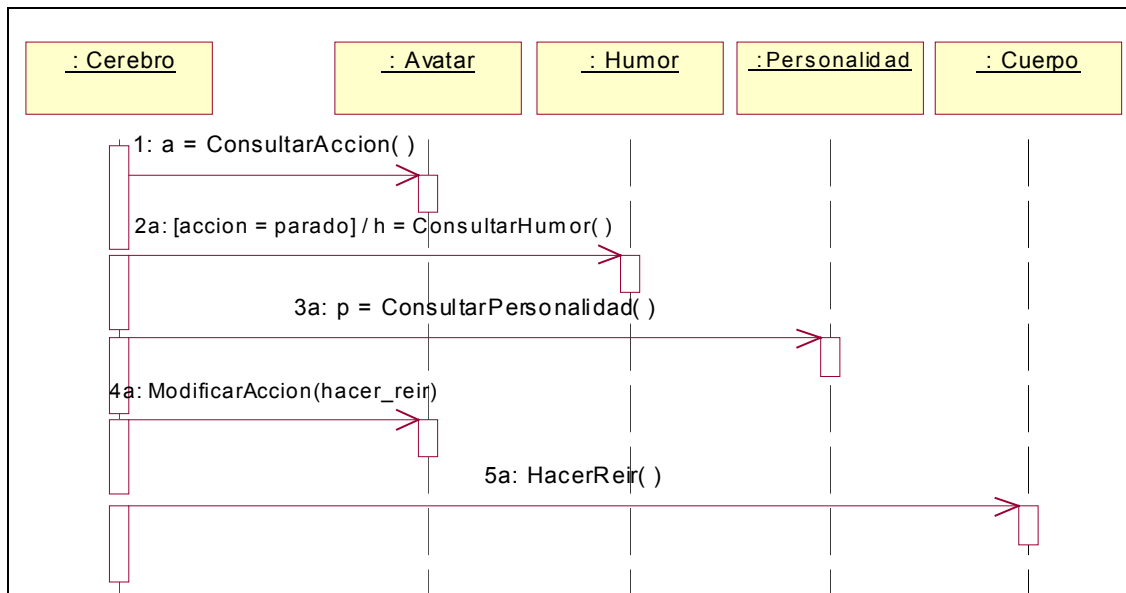 : Cerebro
: Avatar
: Humor
:Personalidad
: Cuerpo
1: a = ConsultarAccion( )
2a: [accion = parado] / h = ConsultarHumor( )
3a: p = ConsultarPersonalidad( )
4a: ModificarAccion(hacer_reir)
5a: HacerReir( )